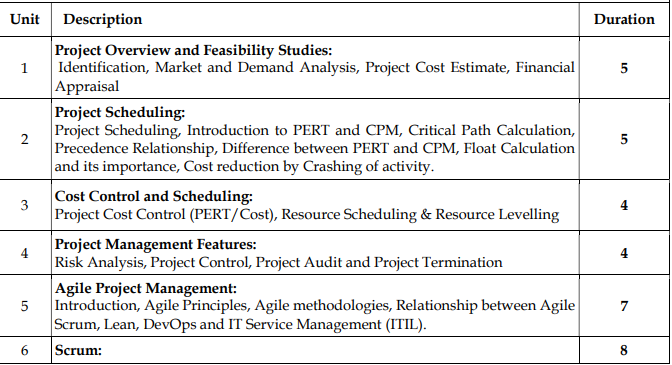 Unit Description Duration
Project Overview and Feasibility Studies:
1 Identification, Market and Demand Analysis, Project Cost Estimate, Financial 5
Appraisal
Project Scheduling:
Project Scheduling, Introduction to PERT and CPM, Critical Path Calculation,
2 Precedence Relationship, Difference between PERT and CPM, Float Calculation 5
and its importance, Cost reduction by Crashing of activity.
Cost Control and Scheduling:
3 Project Cost Control (PERT/Cost), Resource Scheduling & Resource Levelling 4
Project Management Features:
4 Risk Analysis, Project Control, Project Audit and Project Termination 4
Agile Project Management:
5 Introduction, Agile Principles, Agile methodologies, Relationship between Agile 7
Scrum, Lean, DevOps and IT Service Management (ITIL).
6 Scrum: 8